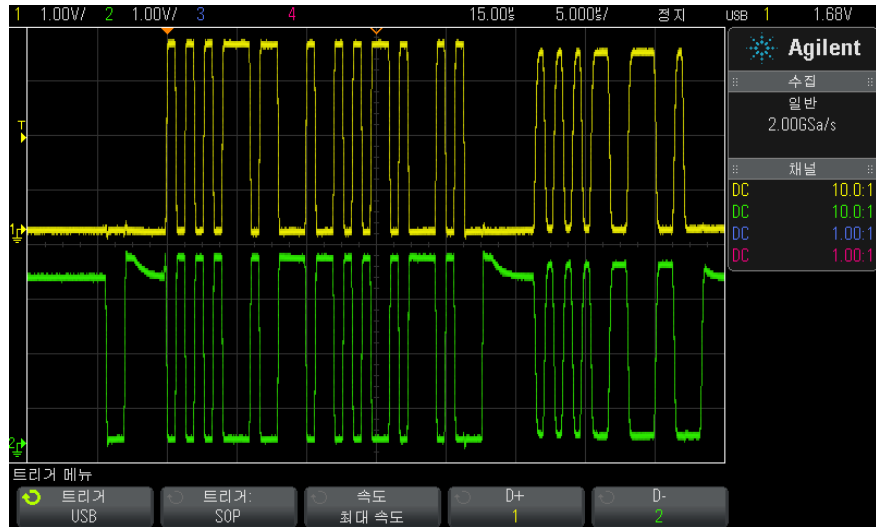 1 1.00V/ 2 1.00V/ 3 4 15.00㎲ 5.000㎲/ 정지 USB 1 1.68V
Agilent
수집
일반
2.00GSa/s
채널
DC 10.0:1
DC 10.0:1
DC 1.00:1
DC 1.00:1
T
1
2
트리거 메뉴
트리거
USB
트리거:
SOP
속도
최대 속도
D+
1
D-
2